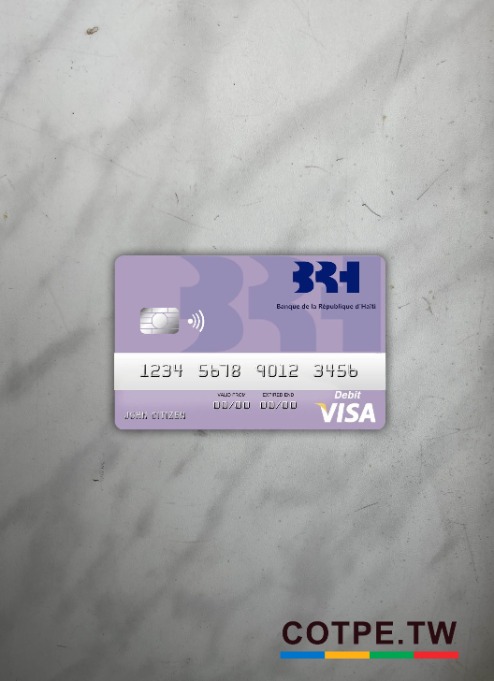 BRH
BRH
Banque de la République d'Haïti
1234 5678 9012 3456
VALID FROM EXPIRES END
00/00 00/00
JOHN CITIZEN
Debit
VISA
COTPE.TW